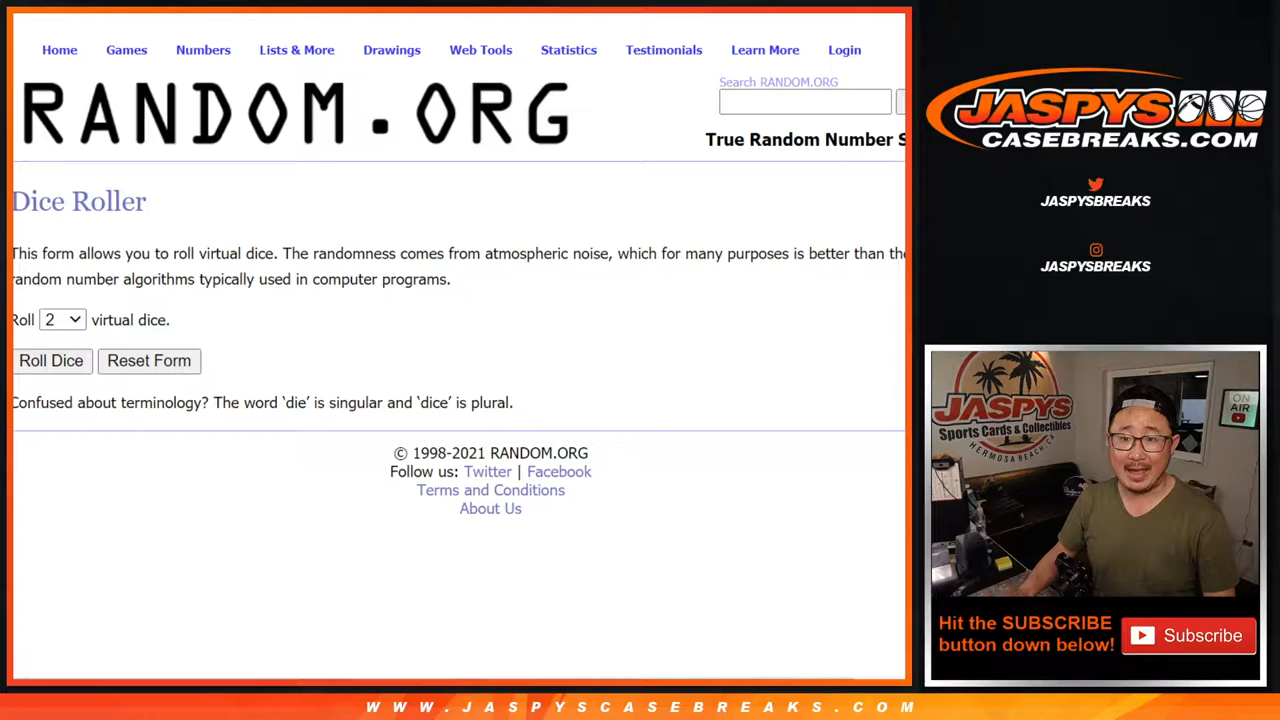 Home Games Numbers Lists & More Drawings Web Tools Statistics Testimonials Learn More Login
RANDOM.ORG
Search RANDOM.ORG
True Random Number S
Dice Roller
This form allows you to roll virtual dice. The randomness comes from atmospheric noise, which for many purposes is better than the
random number algorithms typically used in computer programs.
Roll 2 virtual dice.
Roll Dice Reset Form
Confused about terminology? The word ‘die’ is singular and ‘dice’ is plural.
© 1998-2021 RANDOM.ORG
Follow us: Twitter | Facebook
Terms and Conditions
About Us
JASPYS
CASEBREAKS.COM
JASPYSBREAKS
JASPYSBREAKS
JASPYS
Sports Cards & Collectibles
HERMOSA BEACH, CA
ON
AIR
Hit the SUBSCRIBE
button down below!
Subscribe
WWW.JASPYSCASEBREAKS.COM